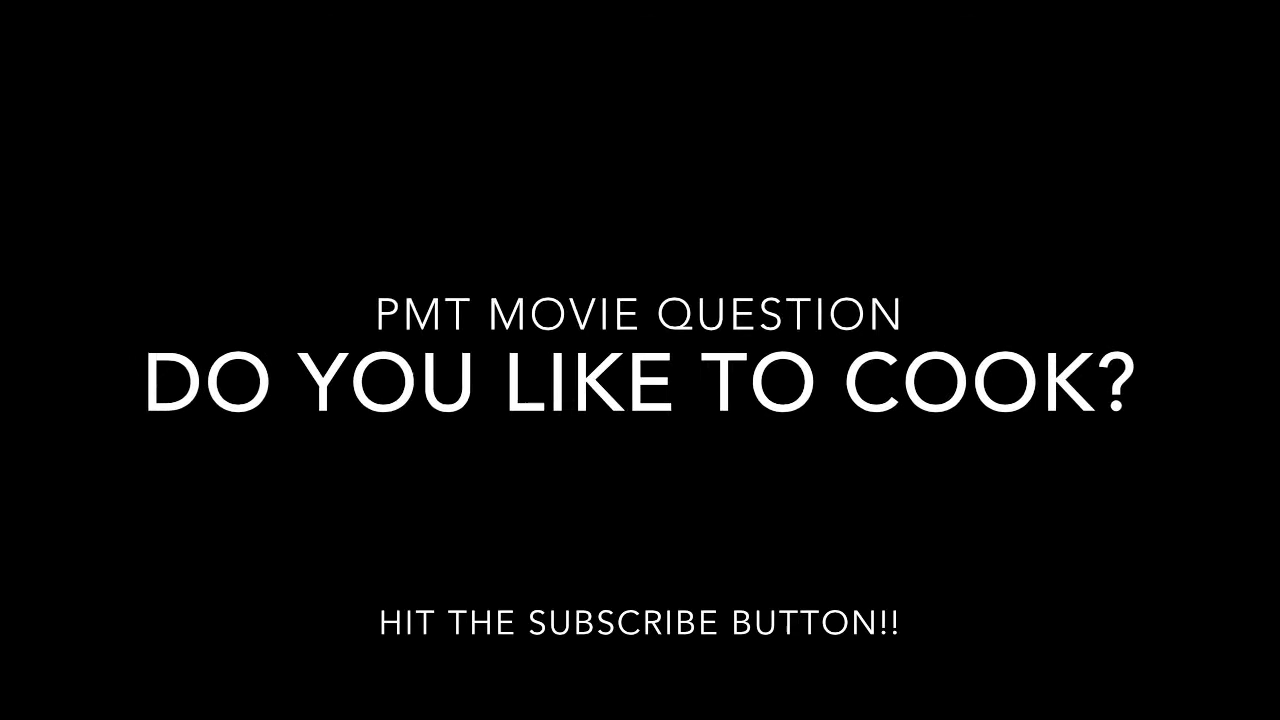 PMT MOVIE QUESTION
DO YOU LIKE TO COOK?
HIT THE SUBSCRIBE BUTTON!!